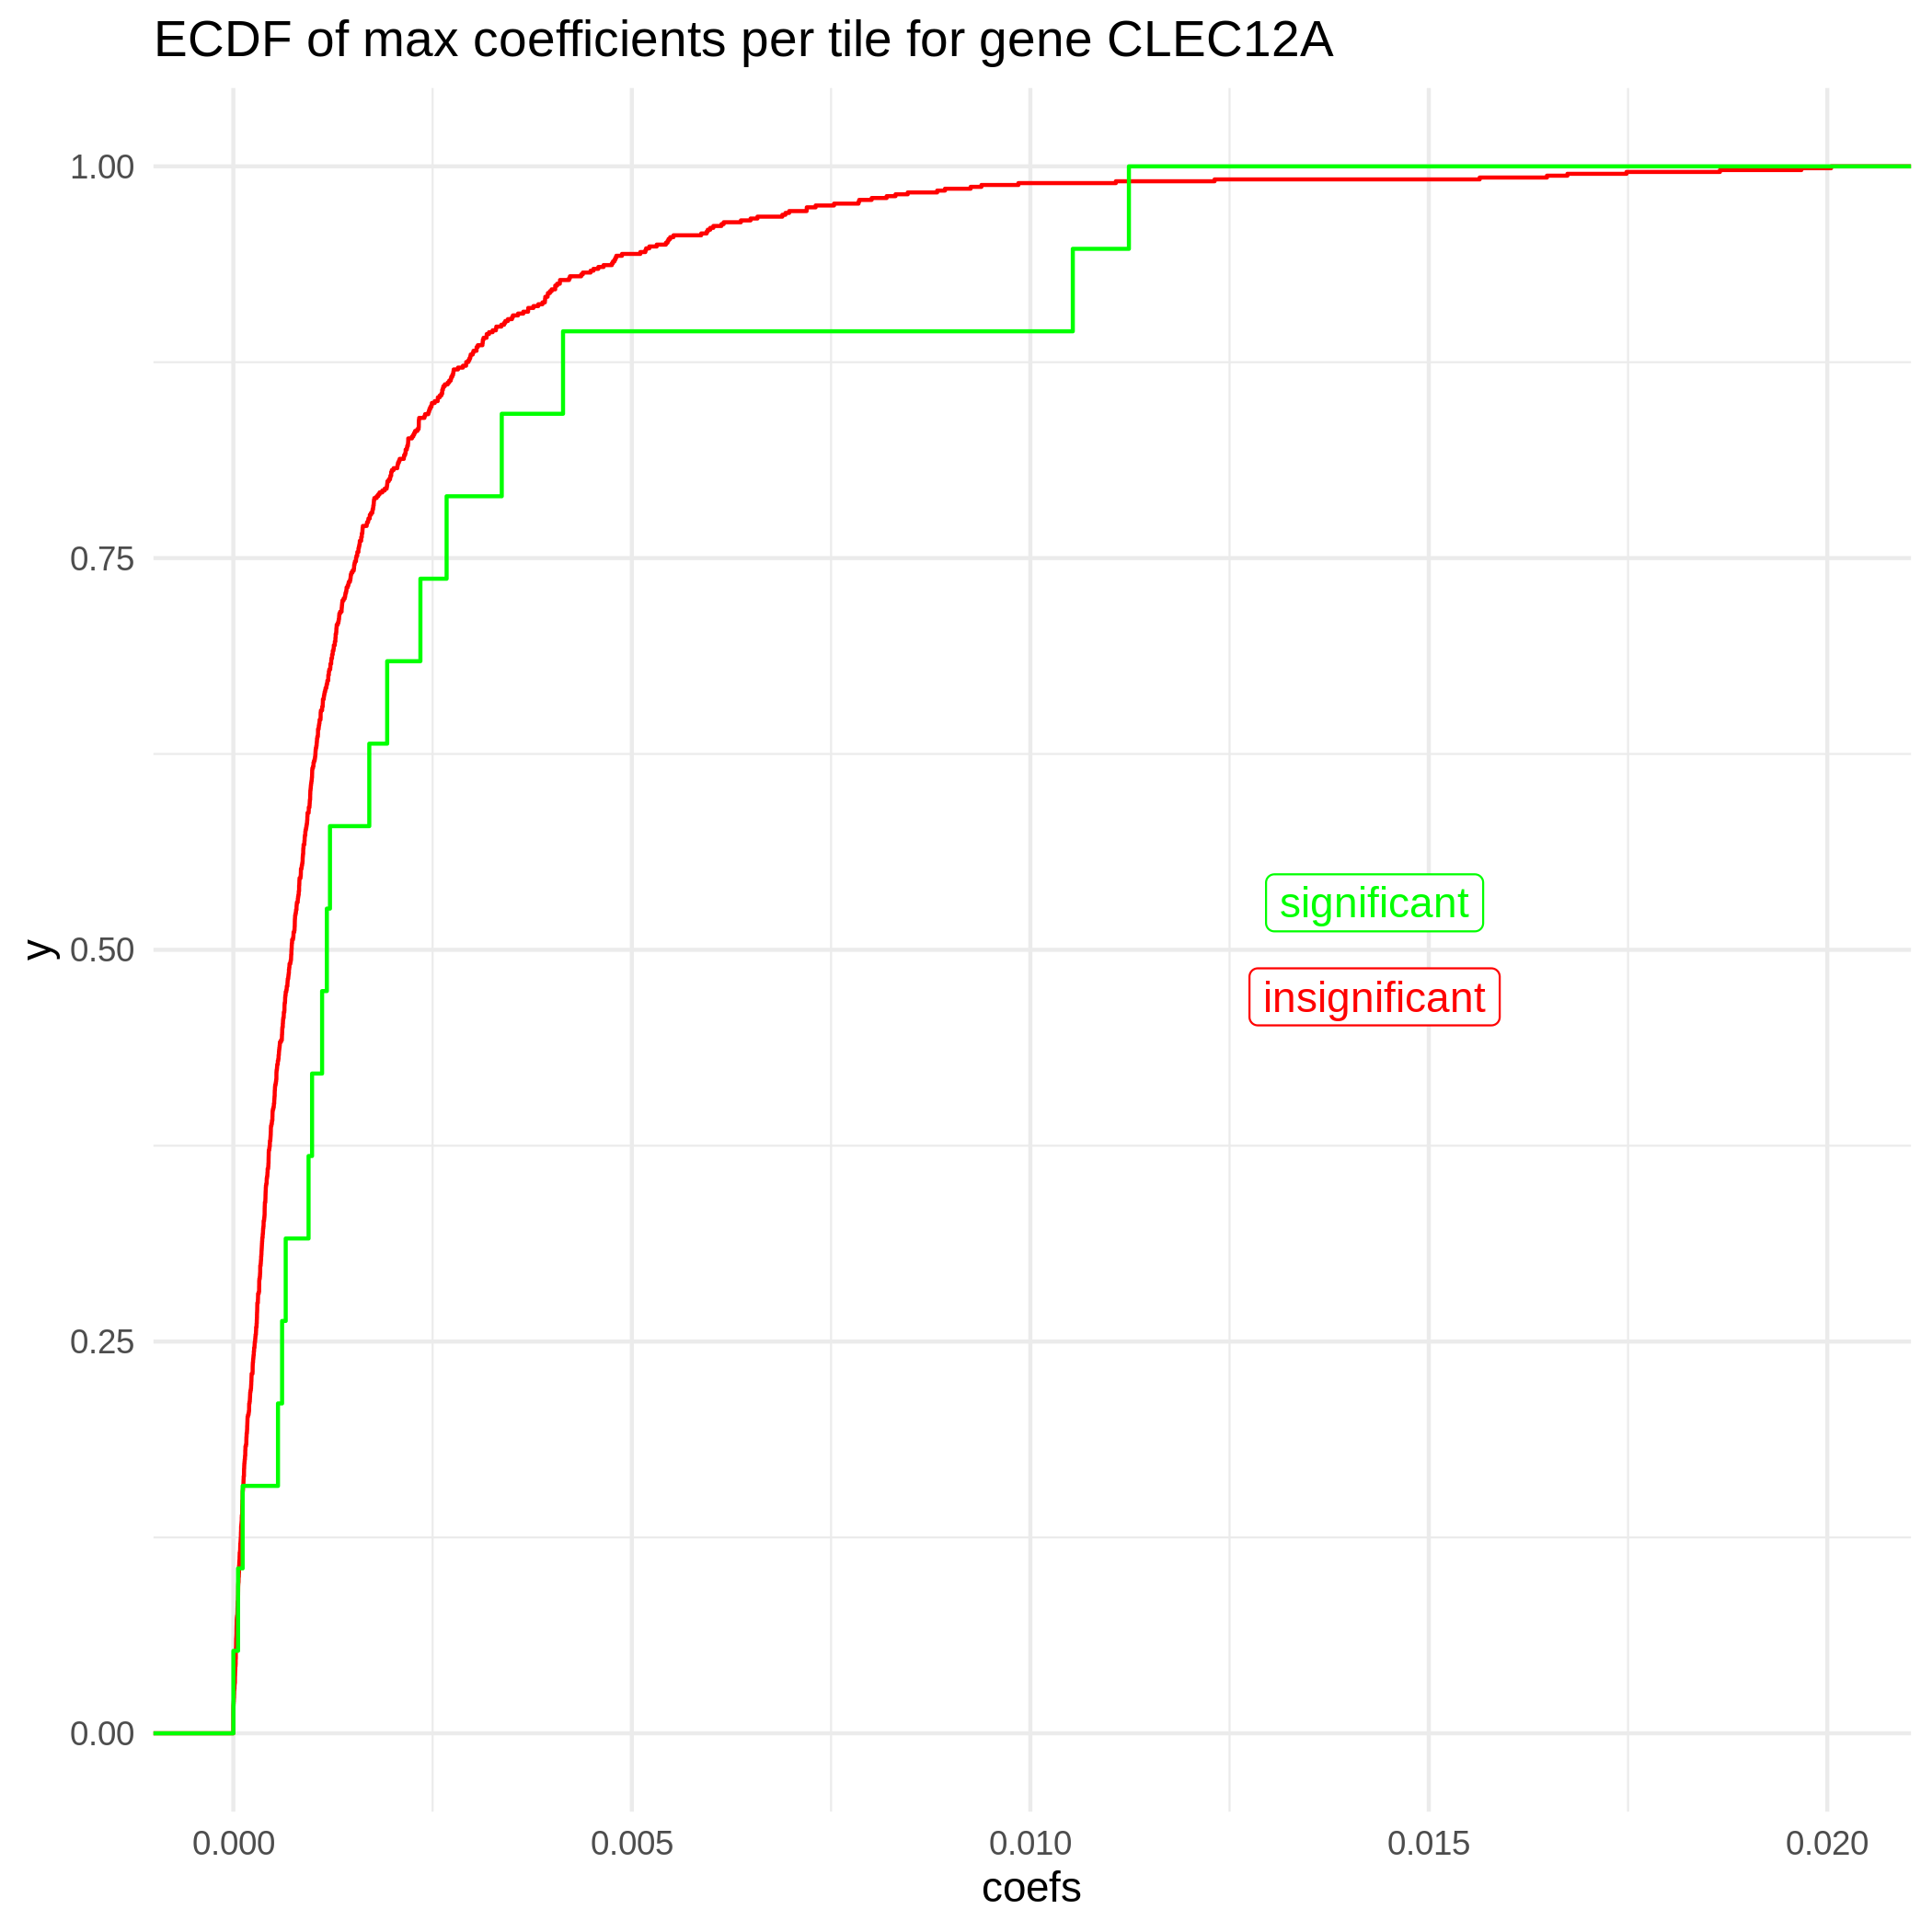 ECDF of max coefficients per tile for gene CLEC12A
1.00
0.75
0.50
0.25
0.00
y
significant
insignificant
0.000 0.005 0.010 0.015 0.020
coefs